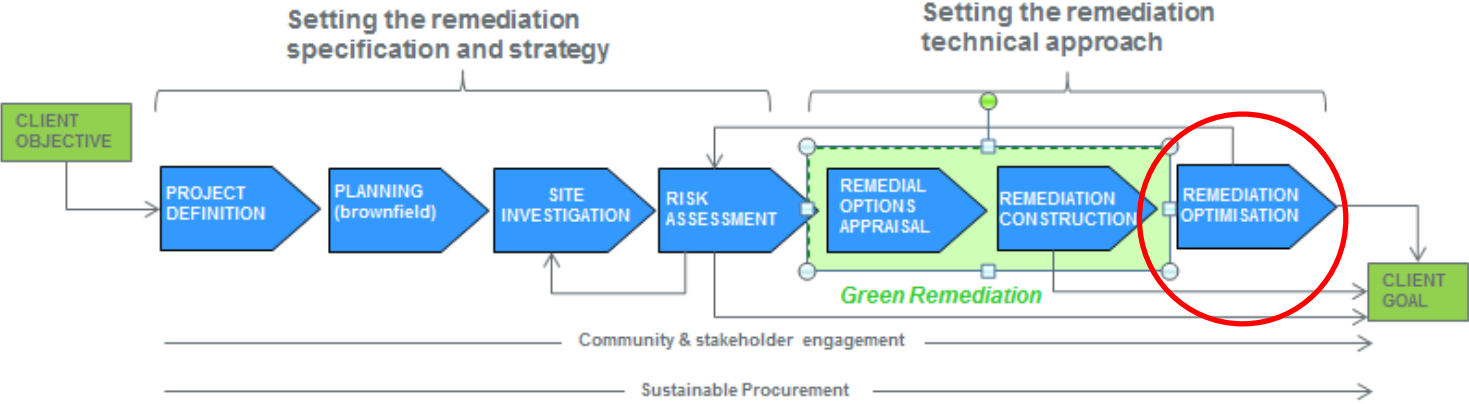 Setting the remediation
specification and strategy
Setting the remediation
technical approach
CLIENT
OBJECTIVE
PROJECT
DEFINITION
PLANNING
(brownfield)
SITE
INVESTIGATION
RISK
ASSESSMENT
REMEDIAL
OPTIONS
APPRAISAL
REMEDIATION
CONSTRUCTION
REMEDIATION
OPTIMISATION
CLIENT
GOAL
Green Remediation
Community & stakeholder engagement
Sustainable Procurement